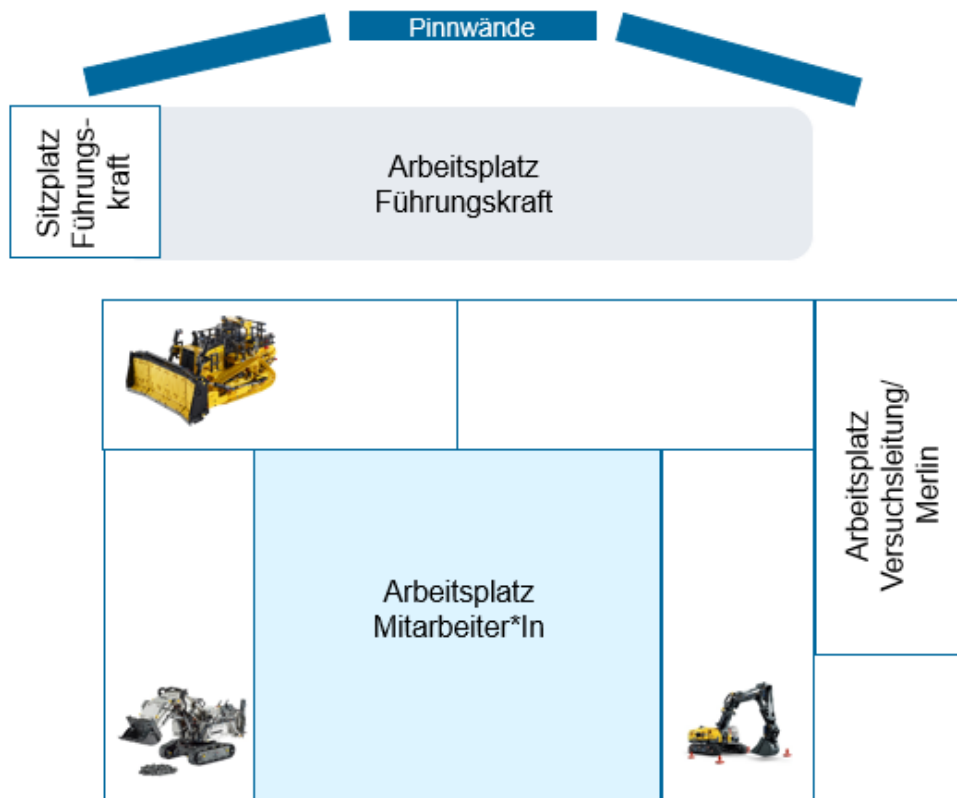 Pinnwände
Sitzplatz
Führungs-
kraft
Arbeitsplatz
Führungskraft
Arbeitsplatz
Versuchsleitung/
Merlin
Arbeitsplatz
Mitarbeiter*In